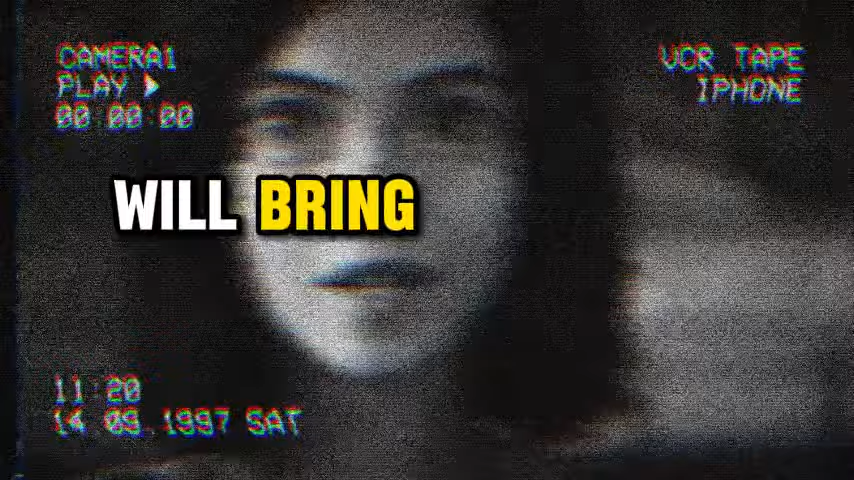 CAMERA1
PLAY
00 00:00
VCR TAPE
IPHONE
WILL BRING
11:20
14 09.1997 SAT